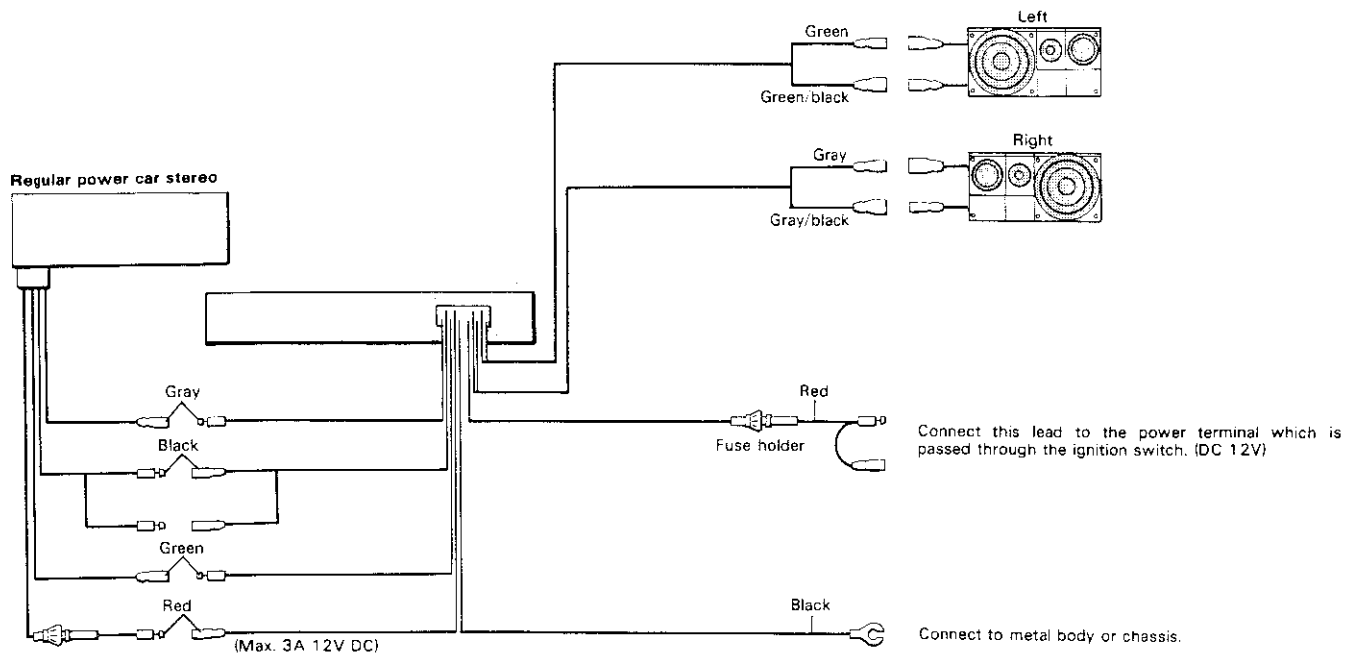 Left
Green
Green/black
Right
Gray
Gray/black
Regular power car stereo
Gray
Red
Fuse holder
Connect this lead to the power terminal which is
passed through the ignition switch. (DC 12V)
Black
Green
Red
(Max. 3A 12V DC)
Black
Connect to metal body or chassis.